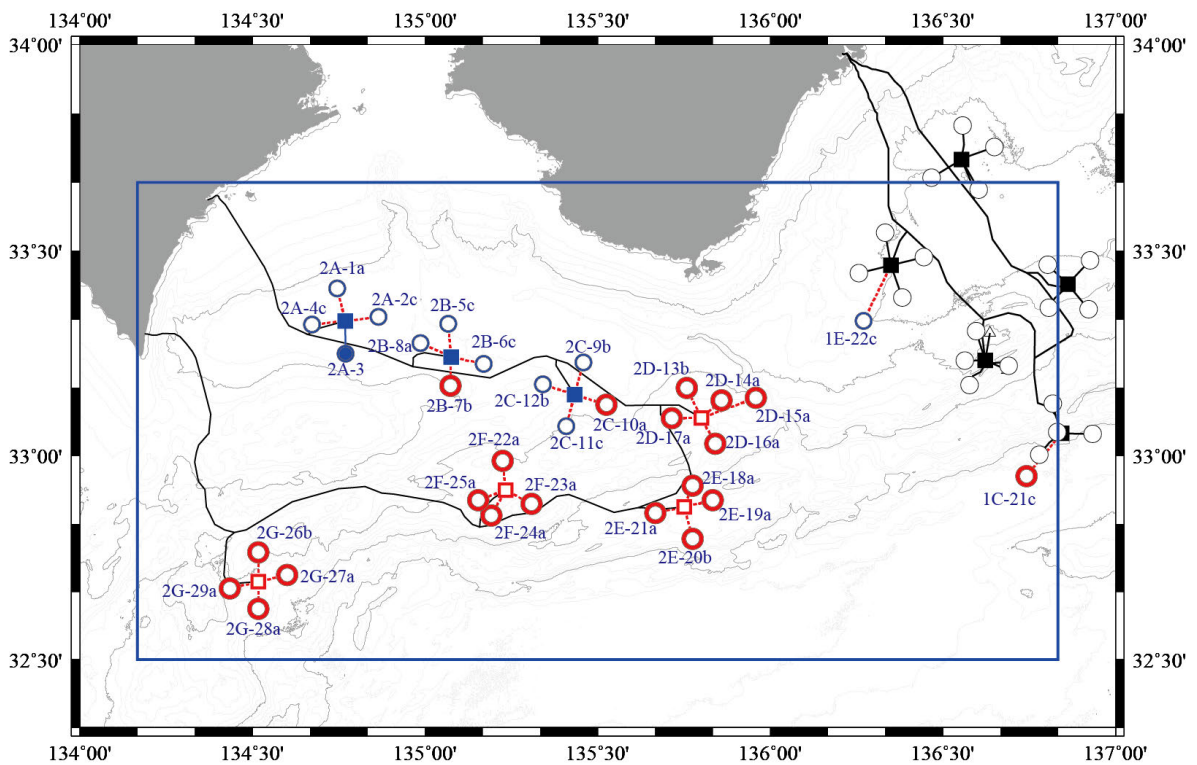 134°00'
134°30'
135°00'
135°30'
136°00'
136°30'
137°00'
34°00'
34°00'
33°30'
33°30'
2A-1a
2A-4c
2A-2c
2B-5c
2B-8a
2B-6c
2C-9b
1E-22c
2A-3
2D-13b
2D-14a
2B-7b
2C-12b
2C-10a
2D-15a
2D-17a
2C-11c
2D-16a
2F-22a
33°00'
33°00'
2F-25a
2F-23a
2E-18a
1C-21c
2E-21a
2E-19a
2F-24a
2G-26b
2E-20b
2G-27a
2G-29a
2G-28a
32°30'
32°30'
134°00'
134°30'
135°00'
135°30'
136°00'
136°30'
137°00'